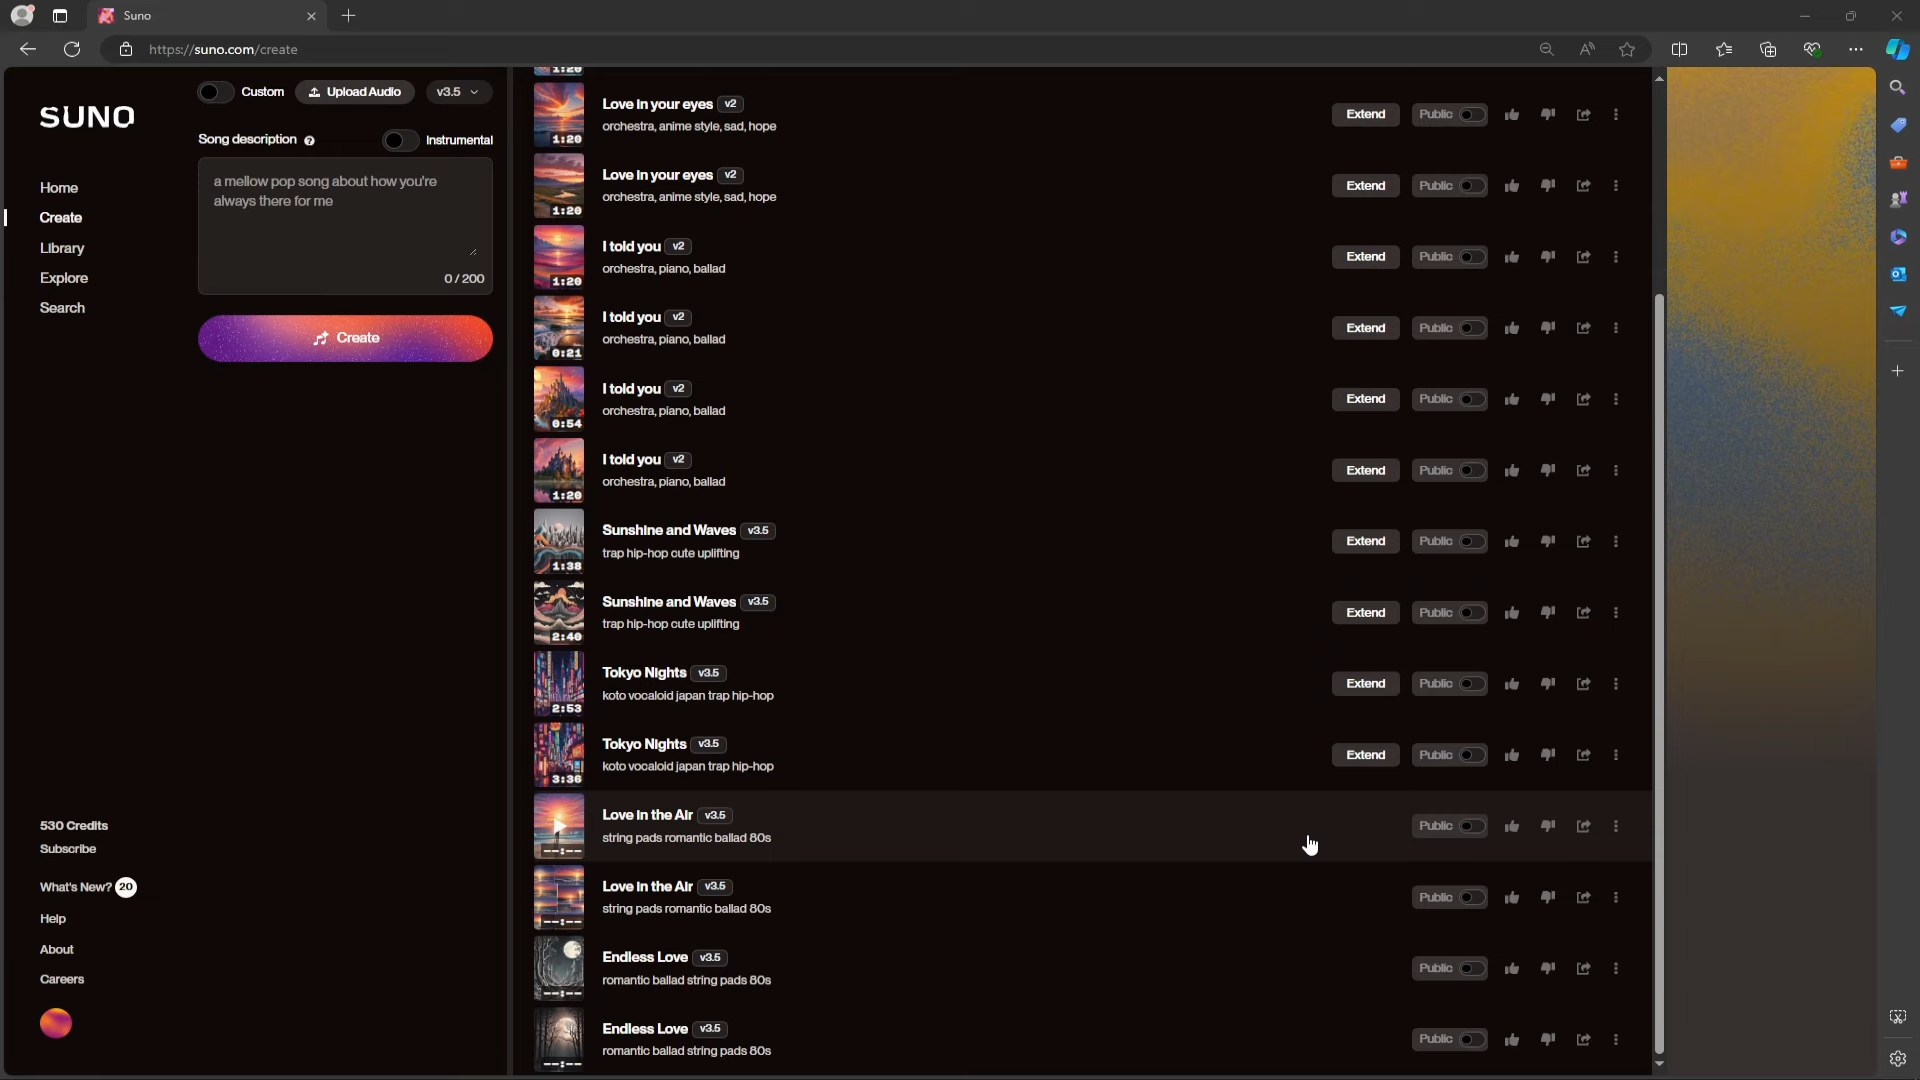 Suno
https://suno.com/create
SUNO
Home
Create
Library
Explore
Search
530 Credits
Subscribe
What's New? 20
Help
About
Careers
Custom
Upload Audio
v3.5
Song description
Instrumental
a mellow pop song about how you're
always there for me
0 / 200
Create
1:20
Love in your eyes v2
orchestra, anime style, sad, hope
1:20
Extend
Public
Love in your eyes v2
orchestra, anime style, sad, hope
1:20
Extend
Public
I told you v2
orchestra, piano, ballad
1:20
Extend
Public
I told you v2
orchestra, piano, ballad
0:21
Extend
Public
I told you v2
orchestra, piano, ballad
0:54
Extend
Public
I told you v2
orchestra, piano, ballad
1:20
Extend
Public
Sunshine and Waves v3.5
trap hip-hop cute uplifting
1:38
Extend
Public
Sunshine and Waves v3.5
trap hip-hop cute uplifting
2:40
Extend
Public
Tokyo Nights v3.5
koto vocaloid japan trap hip-hop
2:53
Extend
Public
Tokyo Nights v3.5
koto vocaloid japan trap hip-hop
3:36
Extend
Public
Love in the Air v3.5
string pads romantic ballad 80s
--:--
Public
Love in the Air v3.5
string pads romantic ballad 80s
--:--
Public
Endless Love v3.5
romantic ballad string pads 80s
--:--
Public
Endless Love v3.5
romantic ballad string pads 80s
--:--
Public